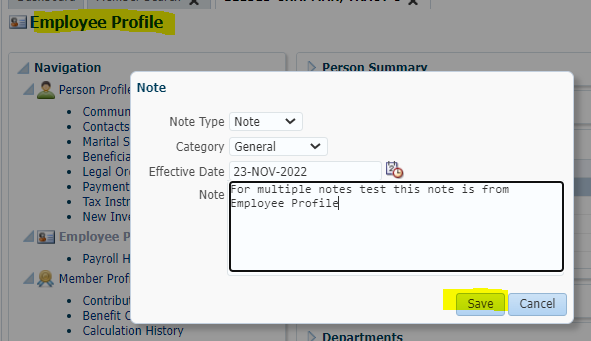 Employee Profile
Navigation
Person Profile
Commun
Contacts
Marital S
Beneficia
Legal Or
Payment
Tax Inst
New Inve
Employee P
Payroll H
Member Prof
Contribut
Benefit C
Calculation History
Person Summary
Note
Note Type Note
Category General
Effective Date 23-NOV-2022
Note For multiple notes test this note is from
Employee Profile
Save Cancel
Departments